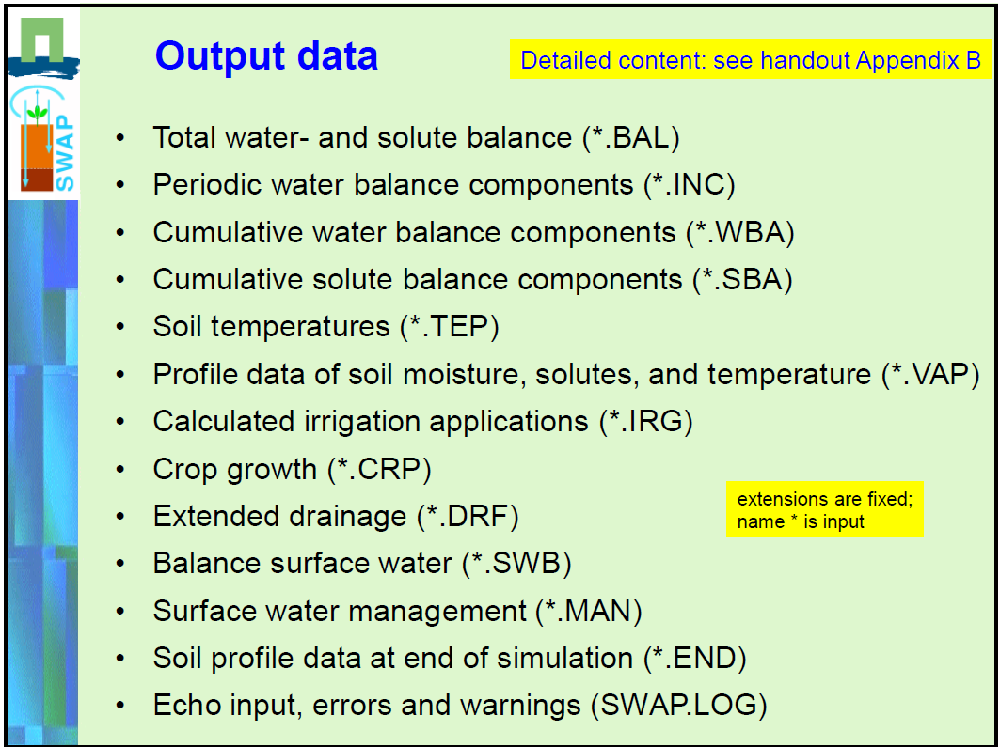 Output data
Detailed content: see handout Appendix B
SWAP
• Total water- and solute balance (*.BAL)
• Periodic water balance components (*.INC)
• Cumulative water balance components (*.WBA)
• Cumulative solute balance components (*.SBA)
• Soil temperatures (*.TEP)
• Profile data of soil moisture, solutes, and temperature (*.VAP)
• Calculated irrigation applications (*.IRG)
• Crop growth (*.CRP)
• Extended drainage (*.DRF)
extensions are fixed;
name * is input
• Balance surface water (*.SWB)
• Surface water management (*.MAN)
• Soil profile data at end of simulation (*.END)
• Echo input, errors and warnings (SWAP.LOG)